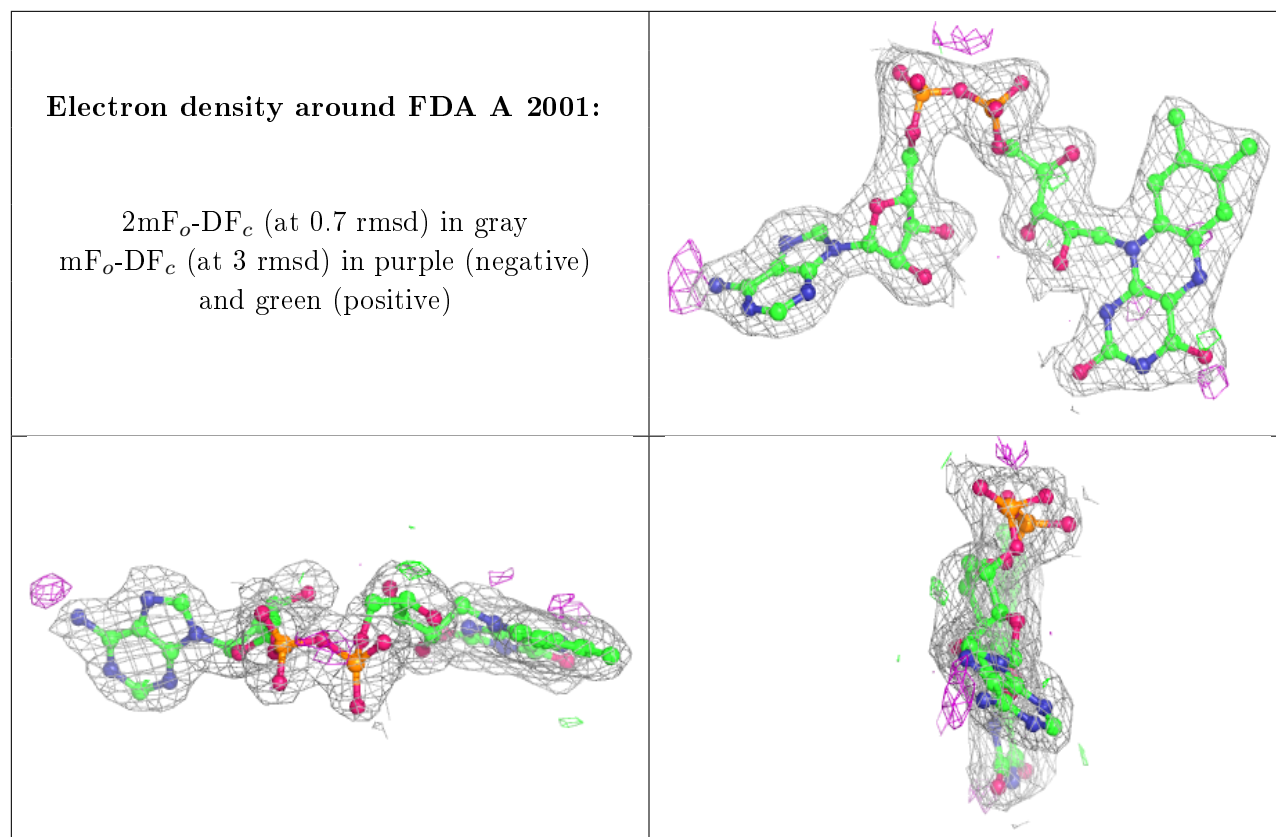 Electron density around FDA A 2001:
2mFₒ-DF𝒸 (at 0.7 rmsd) in gray
mFₒ-DF𝒸 (at 3 rmsd) in purple (negative)
and green (positive)